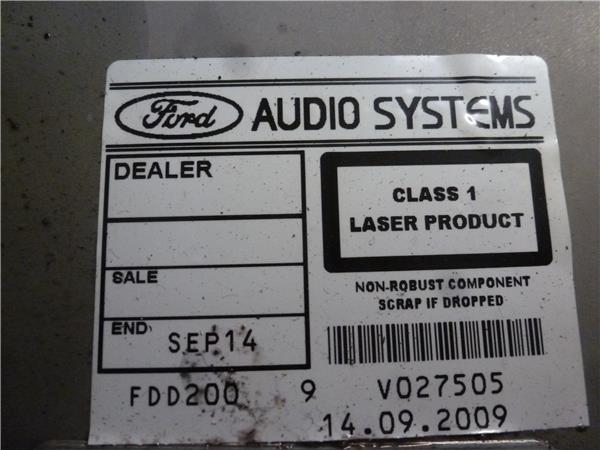 Ford AUDIO SYSTEMS
DEALER
CLASS 1
LASER PRODUCT
SALE
NON-ROBUST COMPONENT
SCRAP IF DROPPED
END SEP14
FDD200 9 V027505
14.09.2009